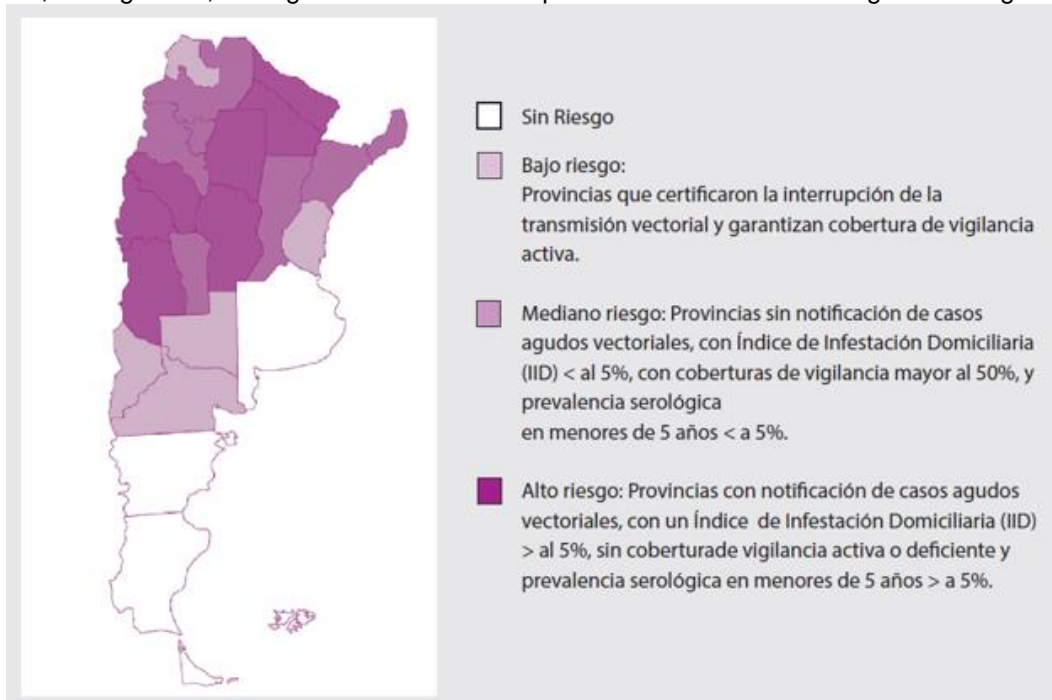 Sin Riesgo
Bajo riesgo:
Provincias que certificaron la interrupción de la
transmisión vectorial y garantizan cobertura de vigilancia
activa.
Mediano riesgo: Provincias sin notificación de casos
agudos vectoriales, con Índice de Infestación Domiciliaria
(IID) < al 5%, con coberturas de vigilancia mayor al 50%, y
prevalencia serológica
en menores de 5 años < a 5%.
Alto riesgo: Provincias con notificación de casos agudos
vectoriales, con un Índice de Infestación Domiciliaria (IID)
> al 5%, sin coberturade vigilancia activa o deficiente y
prevalencia serológica en menores de 5 años > a 5%.